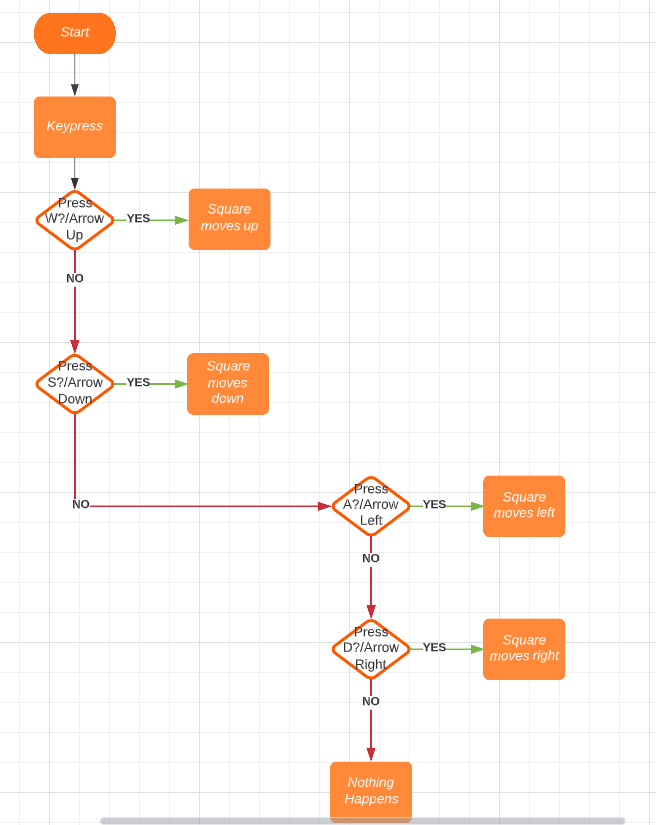 Start
Keypress
Press
W?/Arrow
Up
YES
Square
moves up
NO
Press
S?/Arrow
Down
YES
Square
moves
down
NO
Press
A?/Arrow
Left
YES
Square
moves left
NO
Press
D?/Arrow
Right
YES
Square
moves right
NO
Nothing
Happens